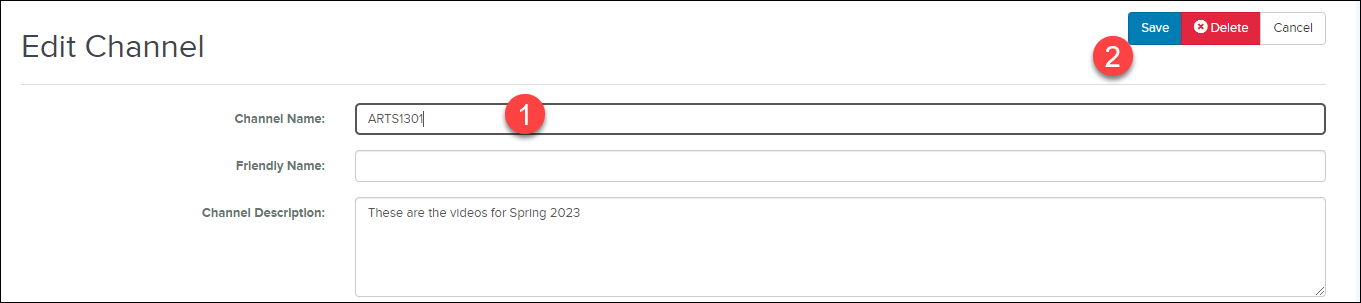 Edit Channel
Save Delete Cancel
2
Channel Name: ARTS1301 1
Friendly Name:
Channel Description: These are the videos for Spring 2023